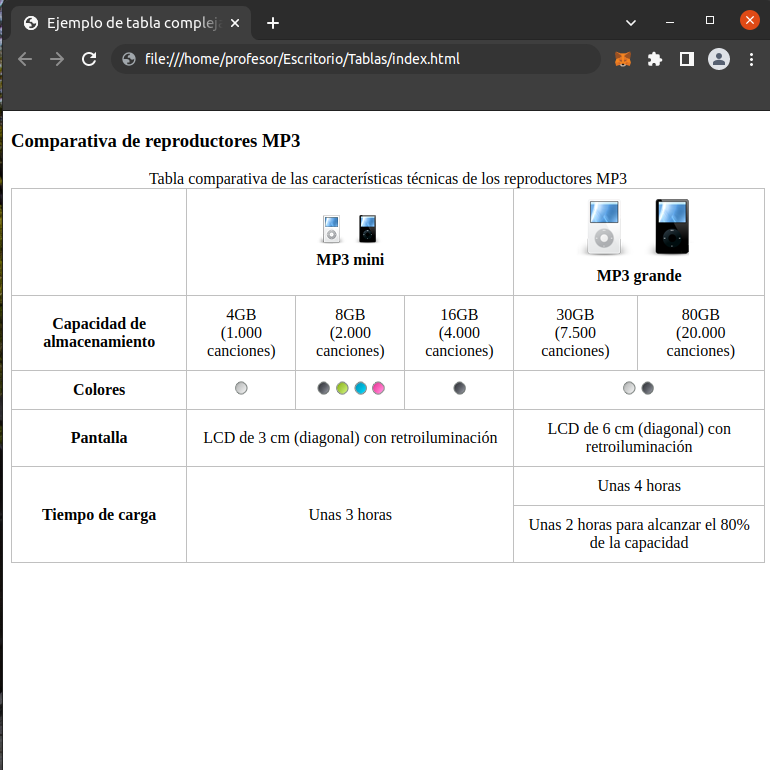 Ejemplo de tabla compleja
file:///home/profesor/Escritorio/Tablas/index.html
Comparativa de reproductores MP3
Tabla comparativa de las características técnicas de los reproductores MP3
MP3 mini
MP3 grande
Capacidad de
almacenamiento
4GB
(1.000
canciones)
8GB
(2.000
canciones)
16GB
(4.000
canciones)
30GB
(7.500
canciones)
80GB
(20.000
canciones)
Colores
Pantalla
LCD de 3 cm (diagonal) con retroiluminación
LCD de 6 cm (diagonal) con
retroiluminación
Tiempo de carga
Unas 3 horas
Unas 4 horas
Unas 2 horas para alcanzar el 80%
de la capacidad